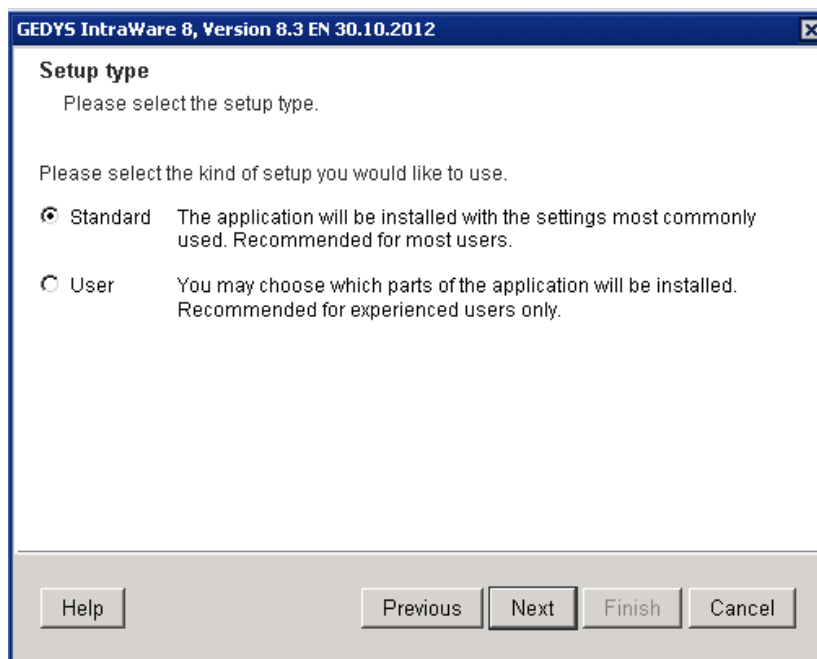 GEDYS IntraWare 8, Version 8.3 EN 30.10.2012
Setup type
Please select the setup type.
Please select the kind of setup you would like to use.
Standard The application will be installed with the settings most commonly
used. Recommended for most users.
User You may choose which parts of the application will be installed.
Recommended for experienced users only.
Help Previous Next Finish Cancel